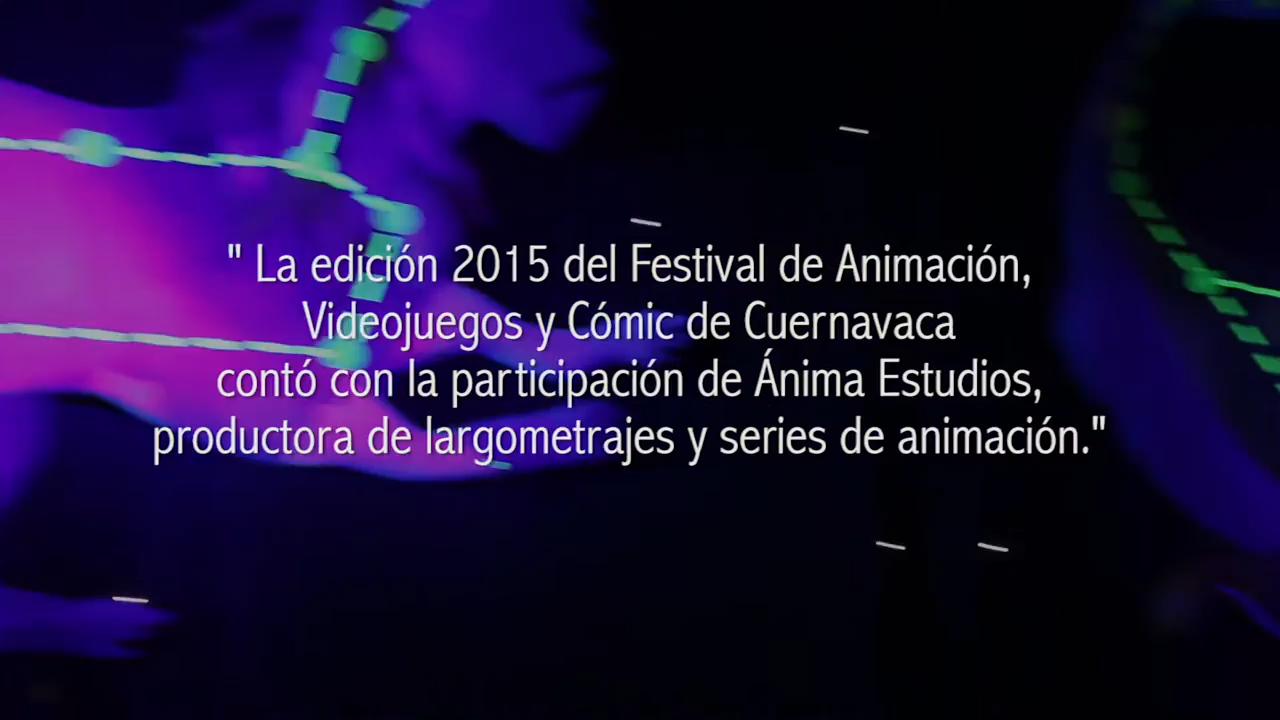 " La edición 2015 del Festival de Animación,
Videojuegos y Cómic de Cuernavaca
contó con la participación de Ánima Estudios,
productora de largometrajes y series de animación."